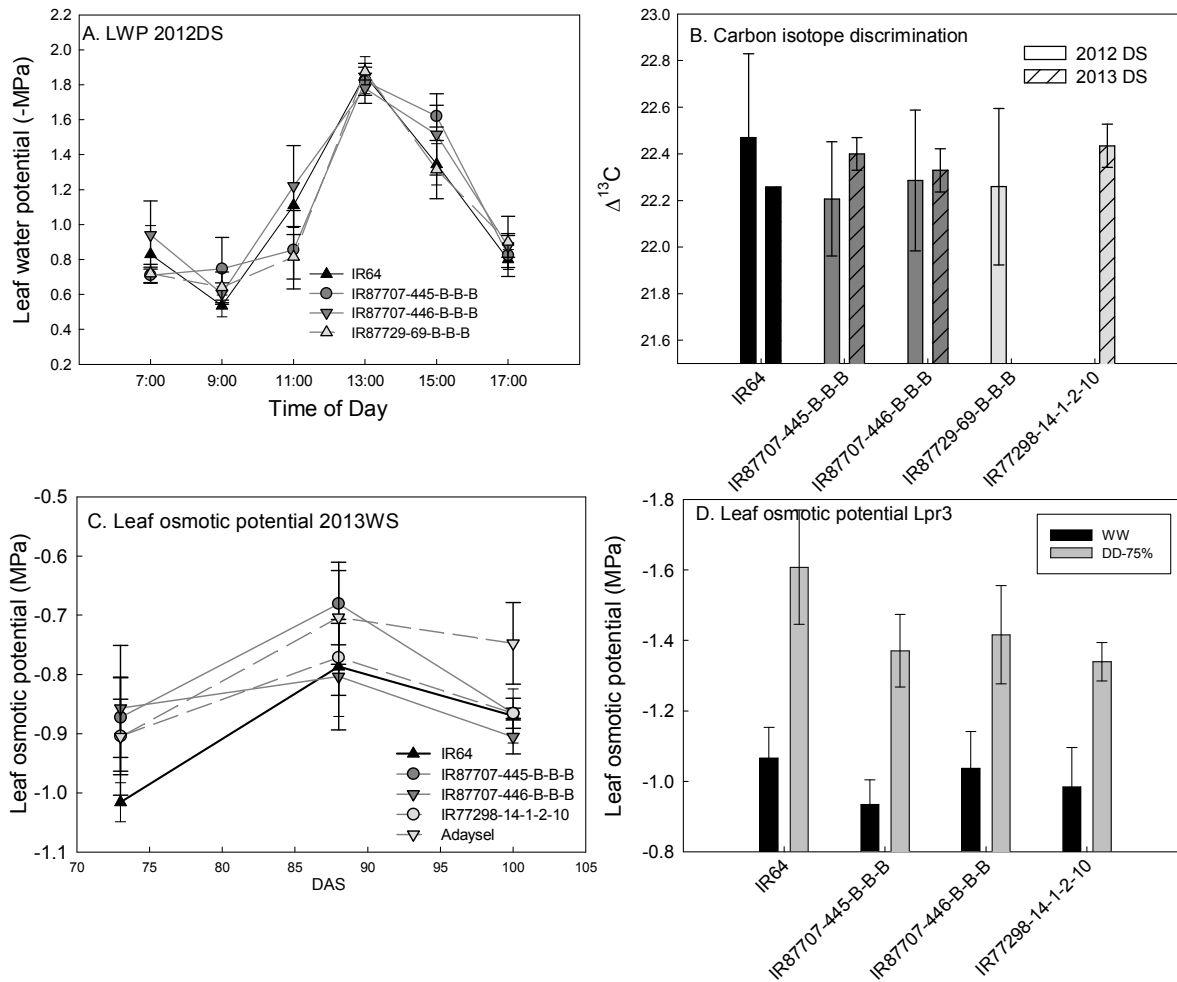 A. LWP 2012DS
Leaf water potential (-MPa)
2.2
2.0
1.8
1.6
1.4
1.2
1.0
0.8
0.6
0.4
0.2
IR64
IR87707-445-B-B-B
IR87707-446-B-B-B
IR87729-69-B-B-B
7:00 9:00 11:00 13:00 15:00 17:00
Time of Day
B. Carbon isotope discrimination
2012 DS
2013 DS
Δ13C
23.0
22.8
22.6
22.4
22.2
22.0
21.8
21.6
IR64
IR87707-445-B-B-B
IR87707-446-B-B-B
IR87729-69-B-B-B
IR77298-14-1-2-10
C. Leaf osmotic potential 2013WS
Leaf osmotic potential (MPa)
-0.5
-0.6
-0.7
-0.8
-0.9
-1.0
-1.1
IR64
IR87707-445-B-B-B
IR87707-446-B-B-B
IR77298-14-1-2-10
Adaysel
70 75 80 85 90 95 100 105
DAS
D. Leaf osmotic potential Lpr3
WW
DD-75%
Leaf osmotic potential (MPa)
-1.8
-1.6
-1.4
-1.2
-1.0
-0.8
IR64
IR87707-445-B-B-B
IR87707-446-B-B-B
IR77298-14-1-2-10